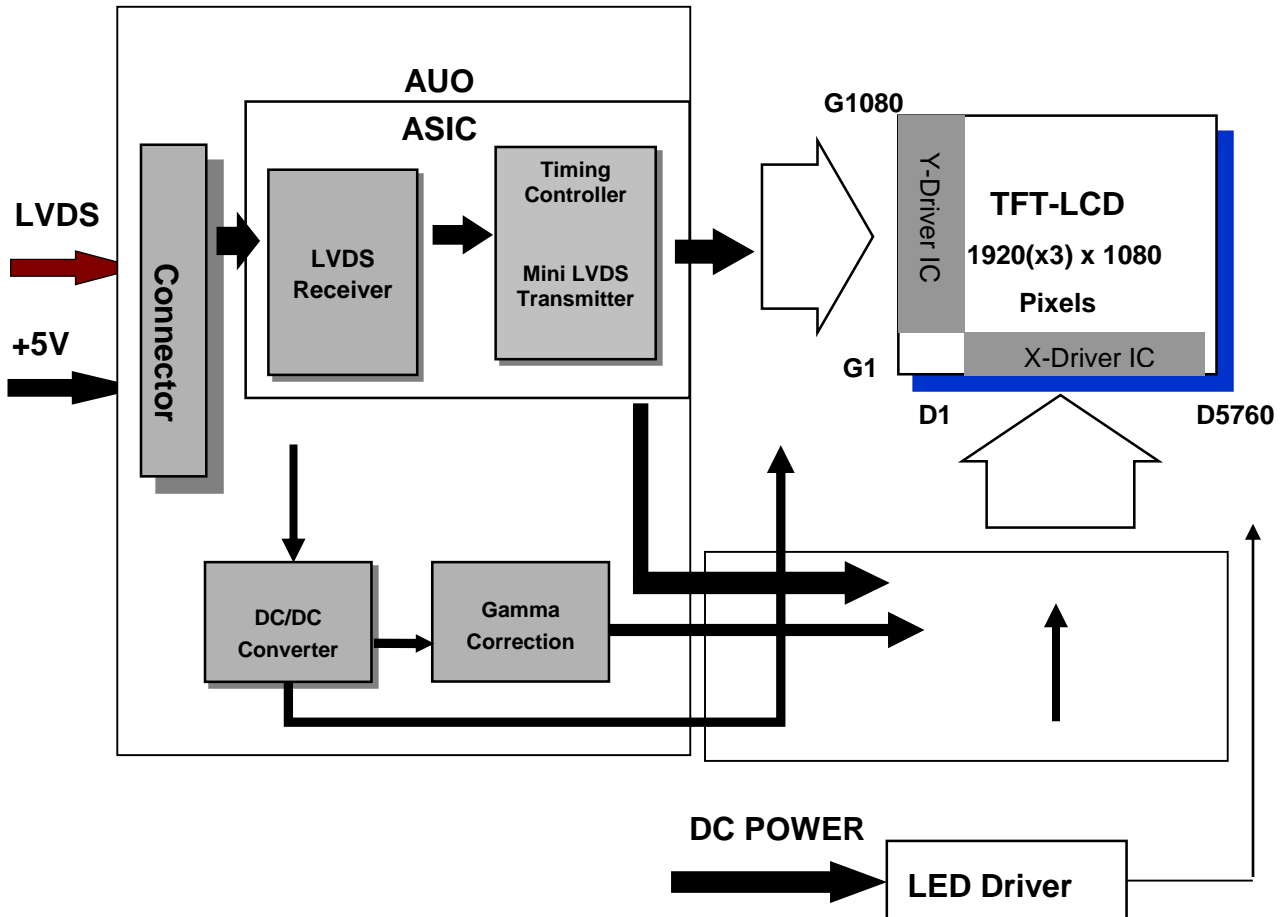 AUO
ASIC
G1080
LVDS
+5V
Connector
LVDS
Receiver
Timing
Controller
Mini LVDS
Transmitter
Y-Driver IC
TFT-LCD
1920(x3) x 1080
Pixels
X-Driver IC
G1
D1
D5760
DC/DC
Converter
Gamma
Correction
DC POWER
LED Driver